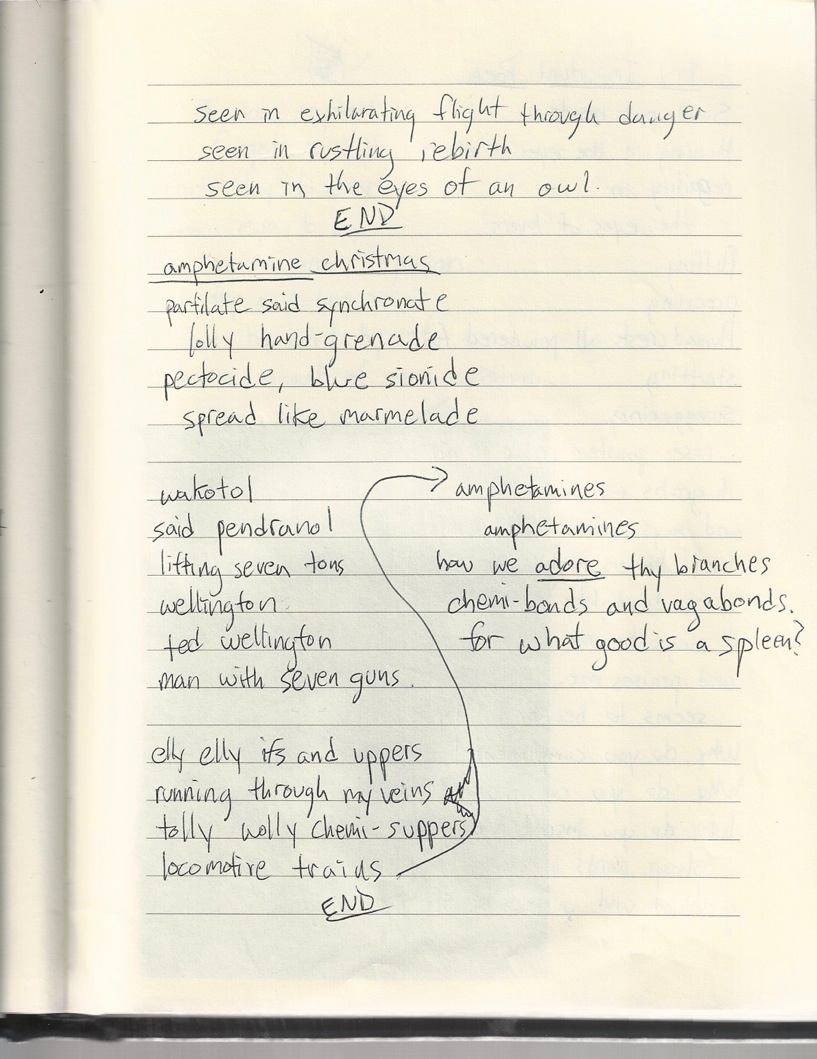 seen in exhilarating flight through danger
seen in rustling rebirth
seen in the eyes of an owl.
END
amphetamine christmas
partilate said synchronate
lolly hand-grenade
pectocide, blue sionide
spread like marmelade
wakotol
said pendranol
lifting seven tons
wellington
ted wellington
man with seven guns.
elly elly ifs and uppers
running through my veins
tolly wolly chemi-suppers
locomotive trains
amphetamines
amphetamines
how we adore thy branches
chemi-bonds and vagabonds.
for what good is a spleen?
END